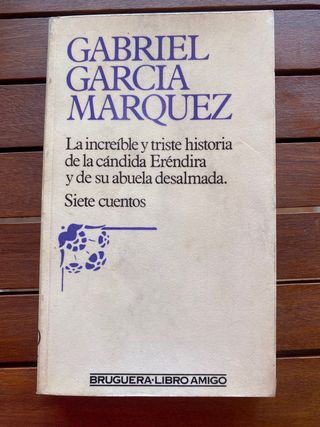 GABRIEL
GARCIA
MARQUEZ
La increíble y triste historia
de la cándida Eréndira
y de su abuela desalmada.
Siete cuentos
BRUGUERA·LIBRO AMIGO